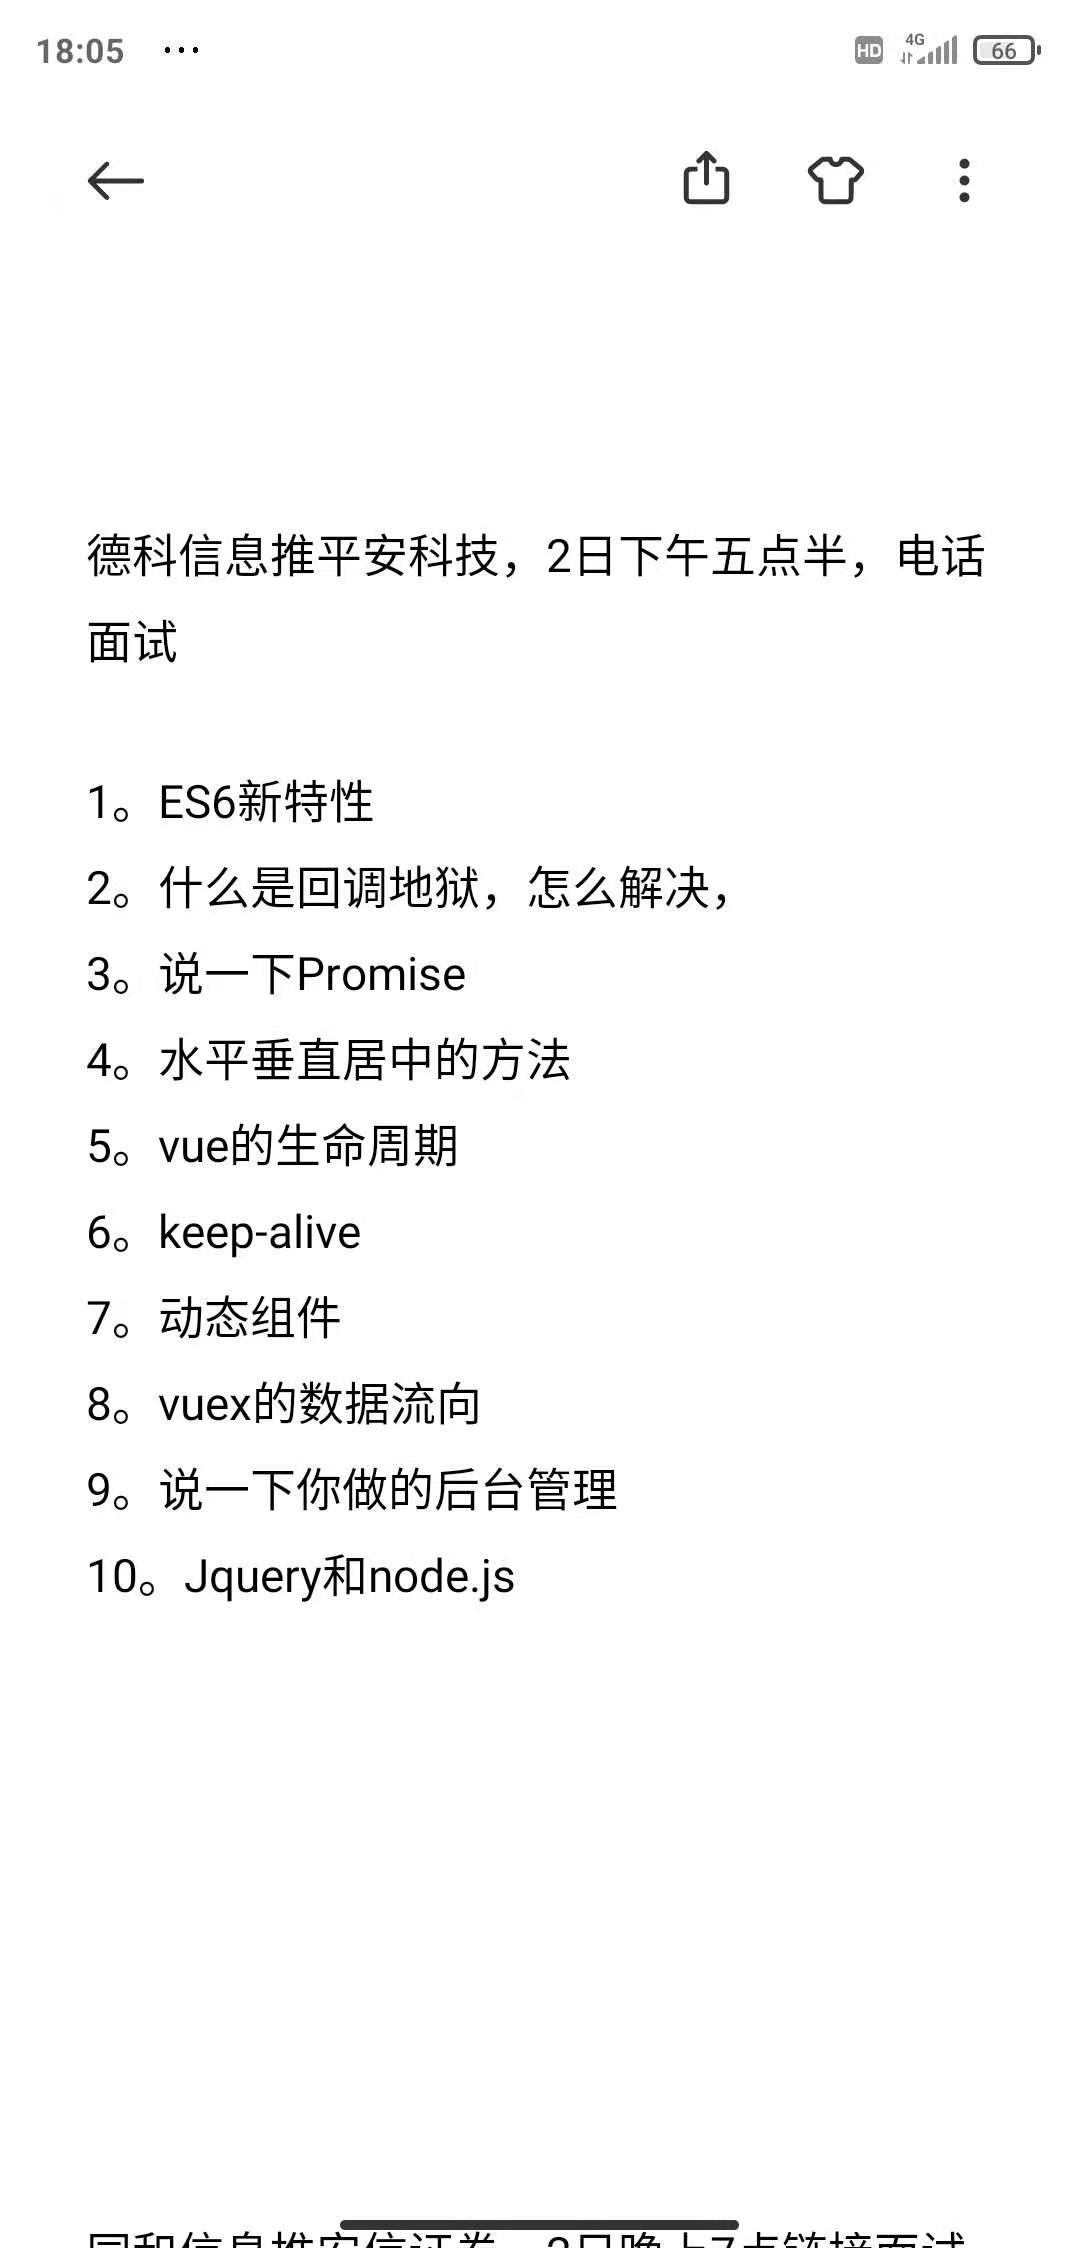 18:05 ...
HD 4G 66
德科信息推平安科技，2日下午五点半，电话
面试
1。ES6新特性
2。什么是回调地狱，怎么解决，
3。说一下Promise
4。水平垂直居中的方法
5。vue的生命周期
6。keep-alive
7。动态组件
8。vuex的数据流向
9。说一下你做的后台管理
10。Jquery和node.js